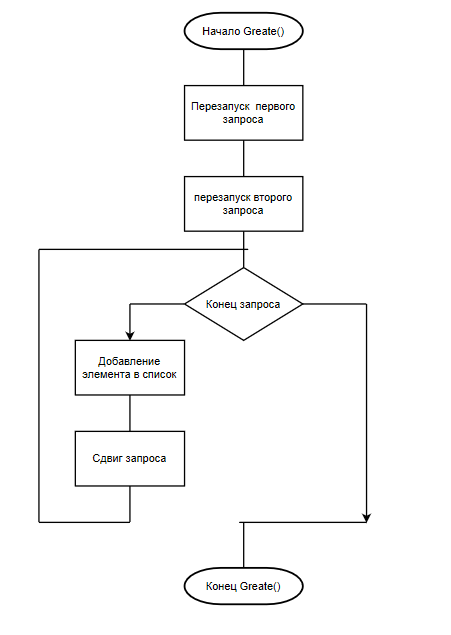 Начало Greate()
Перезапуск первого
запроса
перезапуск второго
запроса
Конец запроса
Добавление
элемента в список
Сдвиг запроса
Конец Greate()